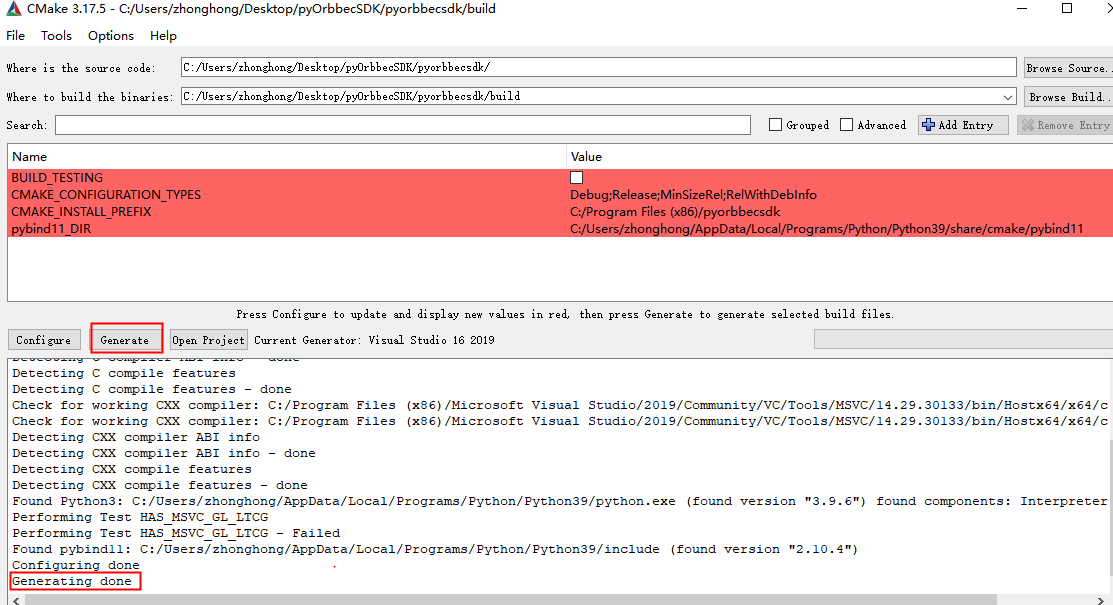 CMake 3.17.5 - C:/Users/zhonghong/Desktop/pyOrbbecSDK/pyorbbecsdk/build
File Tools Options Help
Where is the source code: C:/Users/zhonghong/Desktop/pyOrbbecSDK/pyorbbecsdk/ Browse Source..
Where to build the binaries: C:/Users/zhonghong/Desktop/pyOrbbecSDK/pyorbbecsdk/build Browse Build..
Search: Grouped Advanced Add Entry Remove Entry
Name Value
BUILD_TESTING
CMAKE_CONFIGURATION_TYPES Debug;Release;MinSizeRel;RelWithDebInfo
CMAKE_INSTALL_PREFIX C:/Program Files (x86)/pyorbbecsdk
pybind11_DIR C:/Users/zhonghong/AppData/Local/Programs/Python/Python39/share/cmake/pybind11
Press Configure to update and display new values in red, then press Generate to generate selected build files.
Configure Generate Open Project Current Generator: Visual Studio 16 2019
Detecting C compiler ABI info - done
Detecting C compile features
Detecting C compile features - done
Check for working CXX compiler: C:/Program Files (x86)/Microsoft Visual Studio/2019/Community/VC/Tools/MSVC/14.29.30133/bin/Hostx64/x64/c
Check for working CXX compiler: C:/Program Files (x86)/Microsoft Visual Studio/2019/Community/VC/Tools/MSVC/14.29.30133/bin/Hostx64/x64/c
Detecting CXX compiler ABI info
Detecting CXX compiler ABI info - done
Detecting CXX compile features
Detecting CXX compile features - done
Found Python3: C:/Users/zhonghong/AppData/Local/Programs/Python/Python39/python.exe (found version "3.9.6") found components: Interpreter
Performing Test HAS_MSVC_GL_LTCG
Performing Test HAS_MSVC_GL_LTCG - Failed
Found pybind11: C:/Users/zhonghong/AppData/Local/Programs/Python/Python39/include (found version "2.10.4")
Configuring done
Generating done